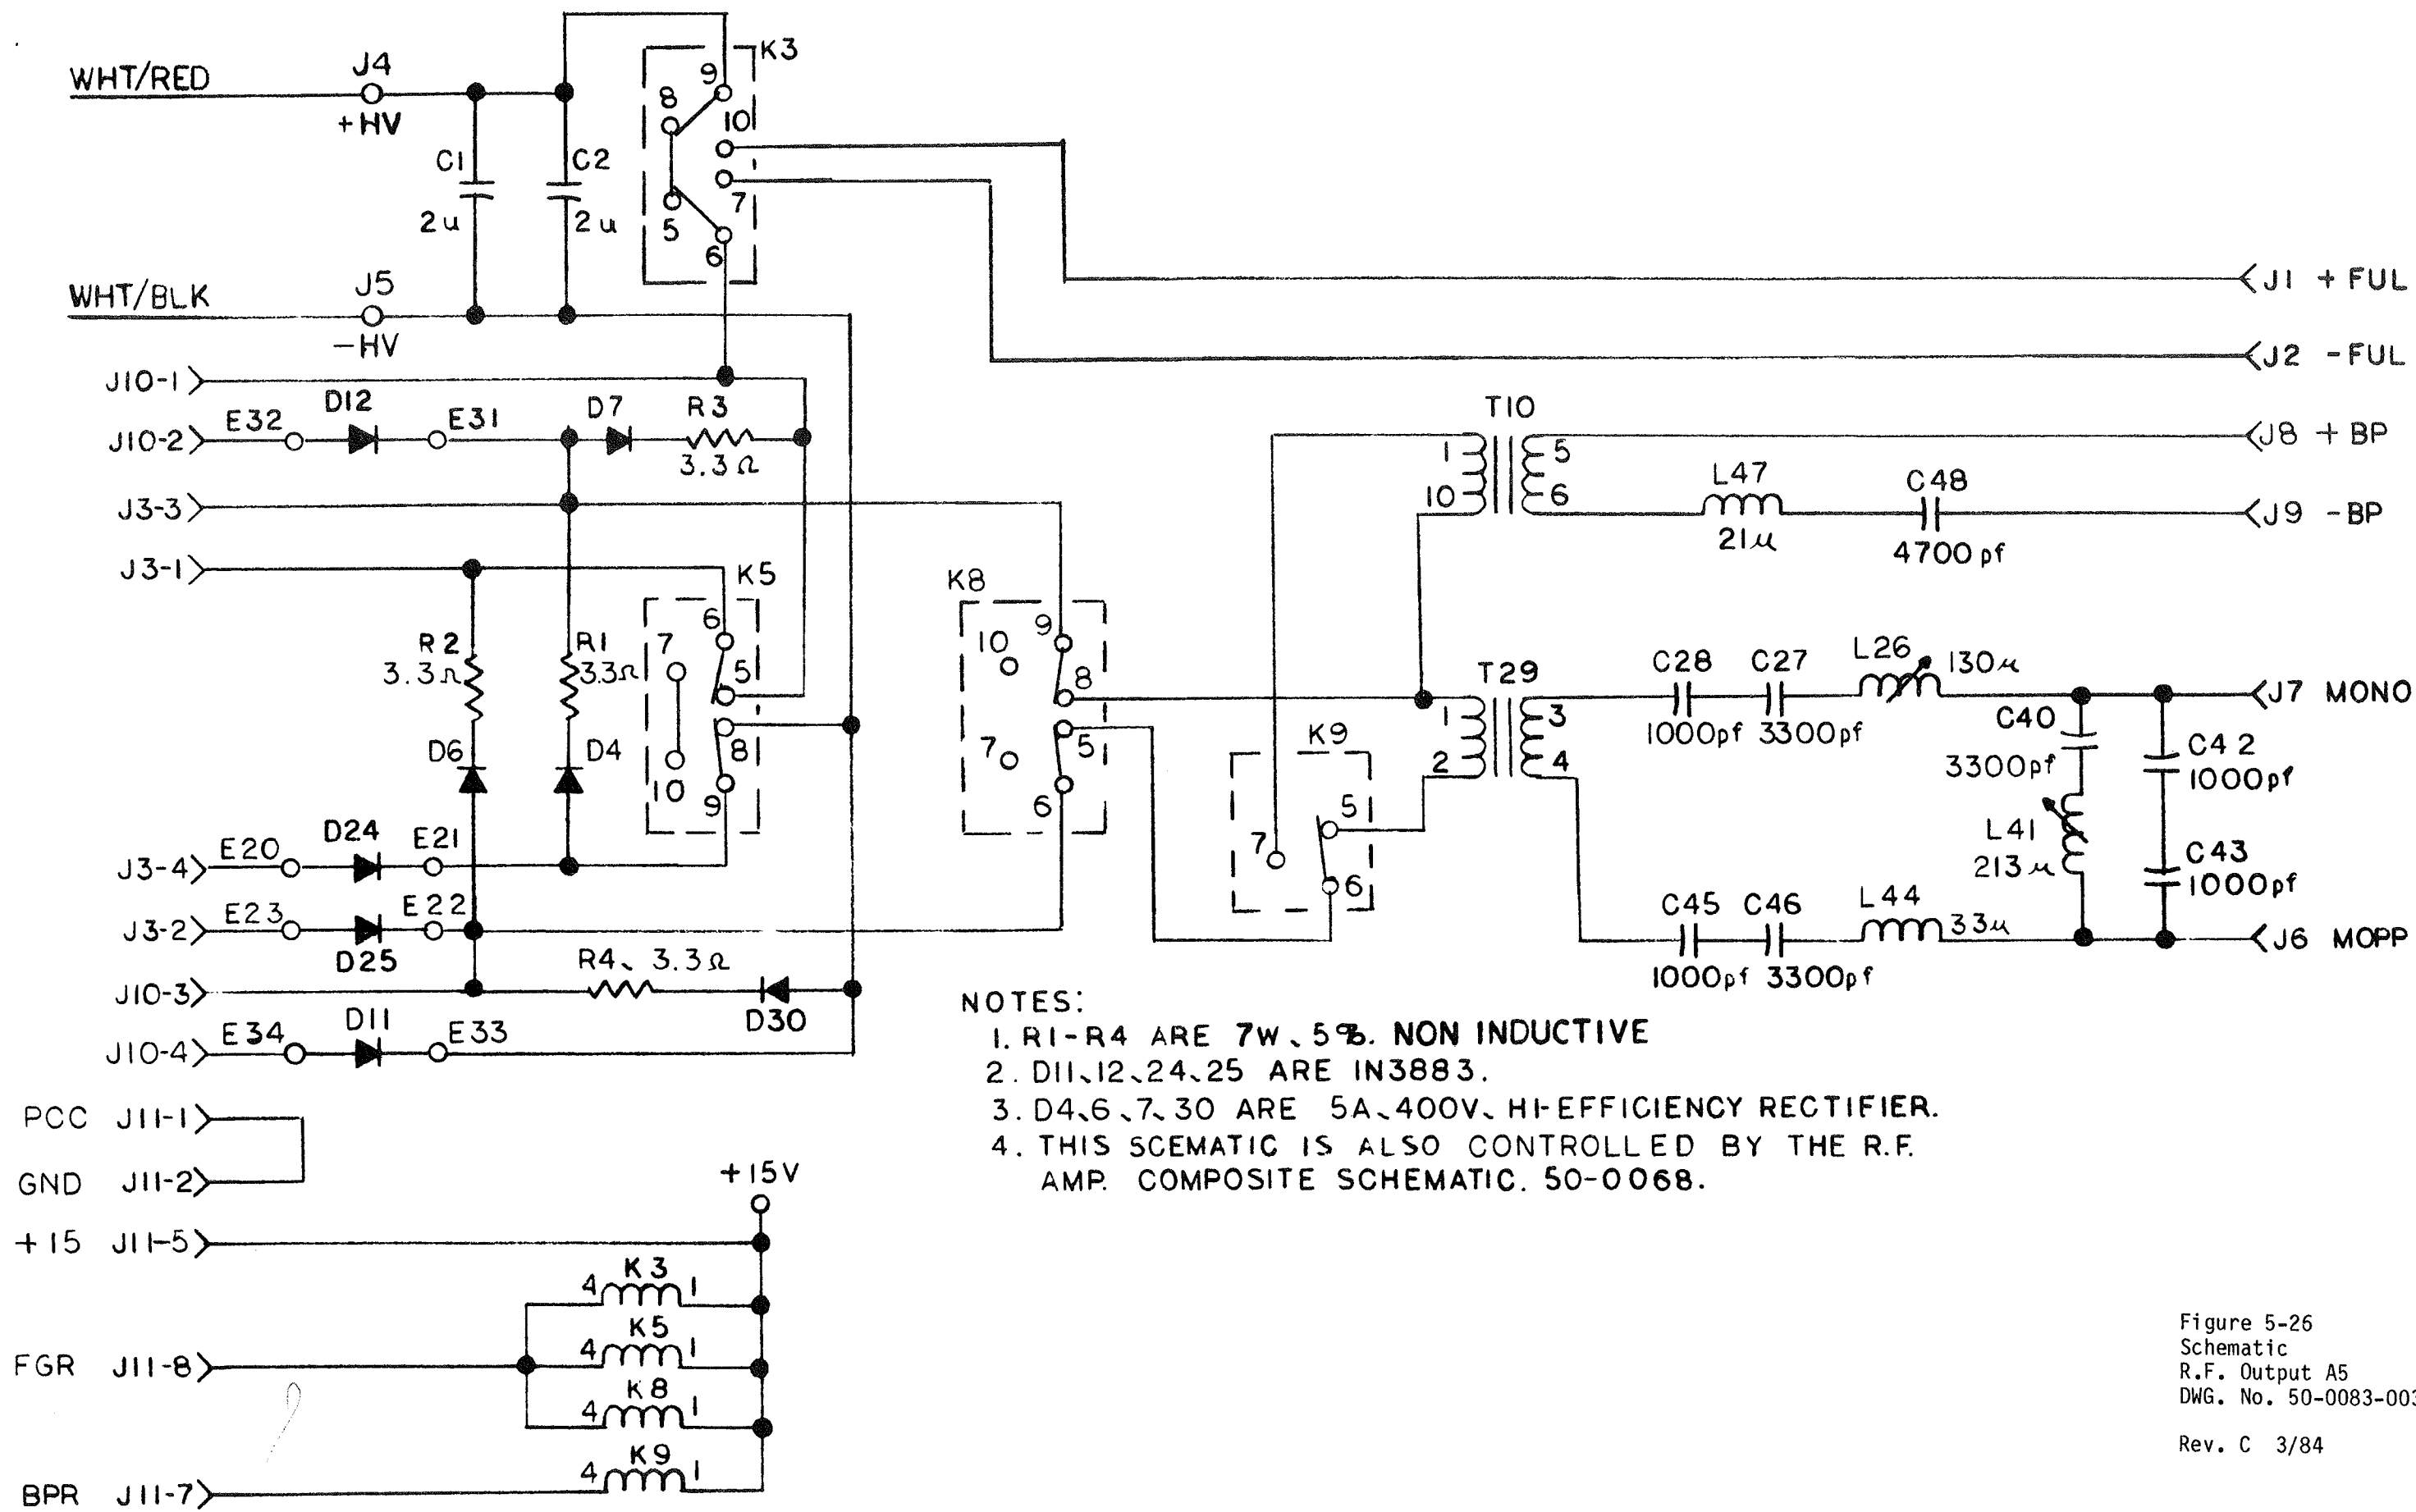 WHT/RED
J4
+HV
C1
2u
C2
2u
K3
9
8
10
7
5
6
WHT/BLK
J5
-HV
J1 + FUL
J2 - FUL
J10-1
J10-2
E32
D12
E31
D7
R3
3.3Ω
J3-3
J3-1
T10
1
10
5
6
L47
21µ
C48
4700pf
J8 + BP
J9 - BP
R2
3.3Ω
R1
3.3Ω
D6
D4
K5
6
7
5
8
10
9
K8
9
10
8
7
5
6
K9
5
7
6
T29
1
2
3
4
C28
1000pf
C27
3300pf
L26
130µ
J7 MONO
C40
3300pf
C42
1000pf
L41
213µ
C43
1000pf
C45
1000pf
C46
3300pf
L44
33µ
J6 MOPP
J3-4
E20
D24
E21
J3-2
E23
D25
E22
J10-3
R4、 3.3Ω
D30
J10-4
E34
D11
E33
NOTES:
1. R1-R4 ARE 7W、5%. NON INDUCTIVE
2. D11、12、24、25 ARE IN3883.
3. D4、6、7、30 ARE 5A、400V、HI-EFFICIENCY RECTIFIER.
4. THIS SCEMATIC IS ALSO CONTROLLED BY THE R.F.
AMP. COMPOSITE SCHEMATIC. 50-0068.
PCC J11-1
GND J11-2
+15 J11-5
+15V
4 K3 1
4 K5 1
FGR J11-8
4 K8 1
4 K9 1
BPR J11-7
Figure 5-26
Schematic
R.F. Output A5
DWG. No. 50-0083-003
Rev. C 3/84